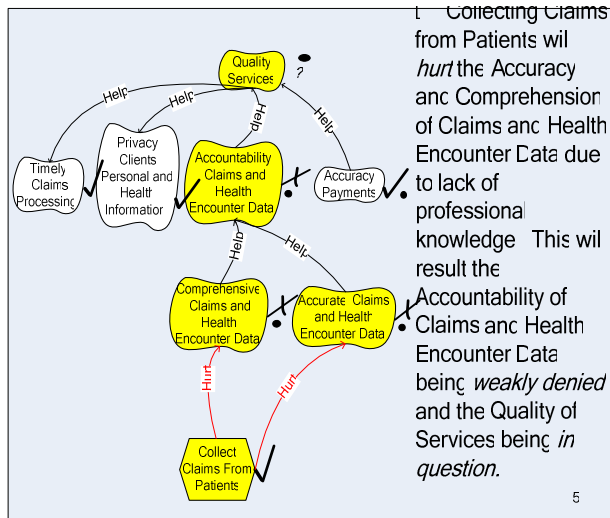 Quality
Services
?
Help
Help
Help
Help
Timely
Claims
Processing
Privacy
Clients
Personal and
Health
Information
Accountability
Claims and
Health
Encounter Data
Accuracy
Payments
Help
Help
Comprehensive
Claims and
Health
Encounter Data
Accurate Claims
and Health
Encounter Data
Hurt
Hurt
Collect
Claims From
Patients
Collecting Claims
from Patients wil
hurt the Accuracy
and Comprehension
of Claims and Health
Encounter Data due
to lack of
professional
knowledge This will
result the
Accountability of
Claims and Health
Encounter Data
being weakly denied
and the Quality of
Services being in
question.
5